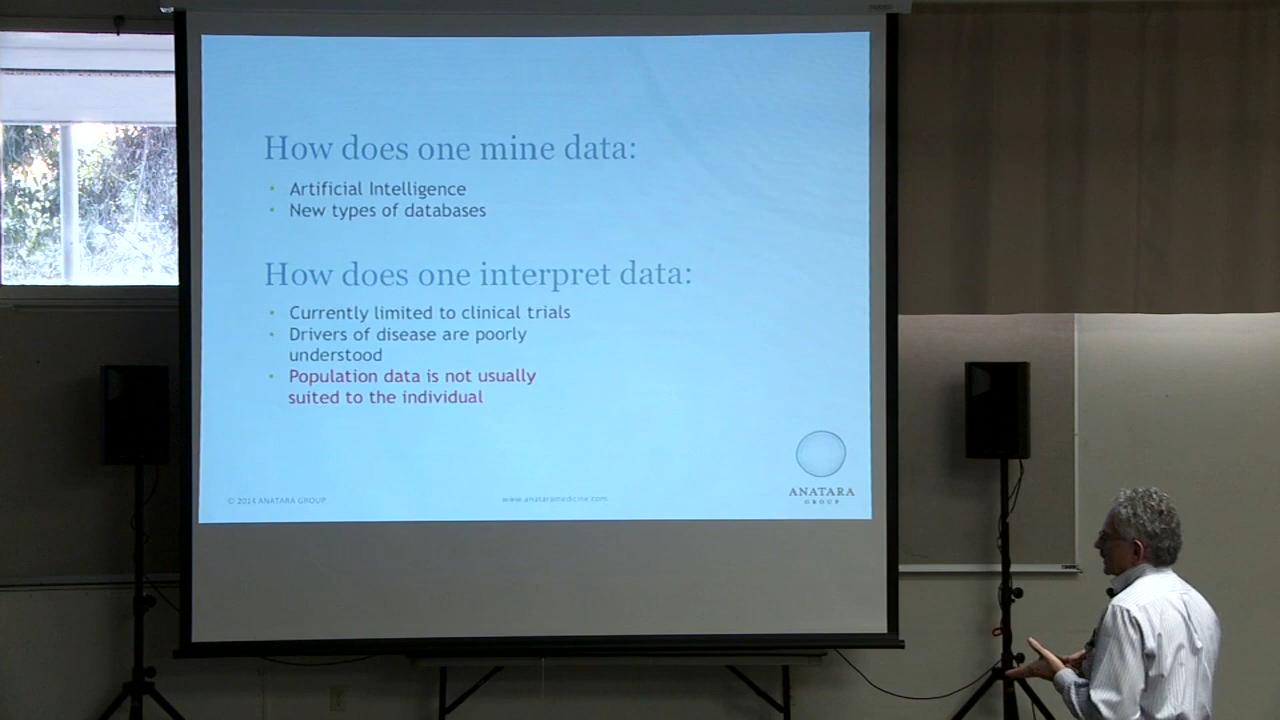 How does one mine data:
• Artificial Intelligence
• New types of databases
How does one interpret data:
• Currently limited to clinical trials
• Drivers of disease are poorly
understood
• Population data is not usually
suited to the individual
ANATARA
GROUP
© 2014 ANATARA GROUP
www.anataramedicine.com